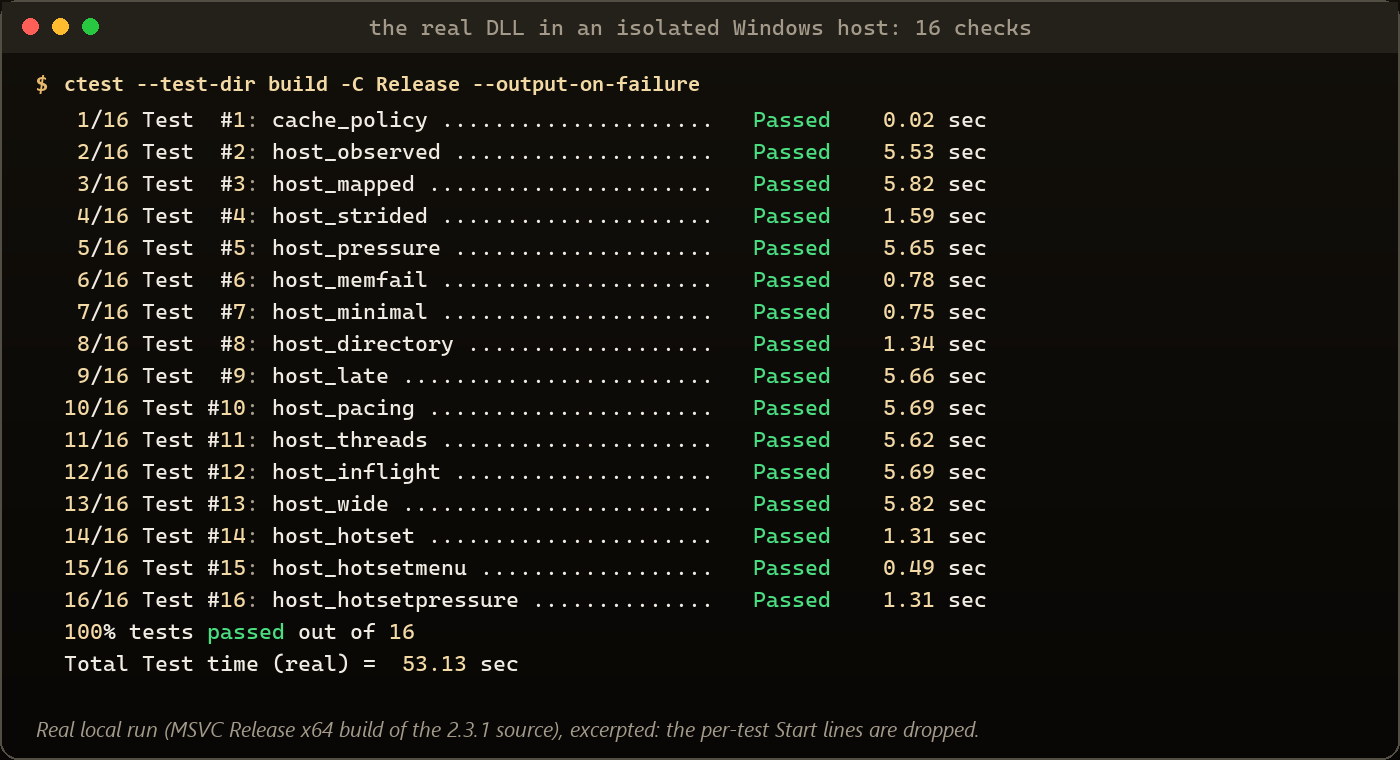 the real DLL in an isolated Windows host: 16 checks
$ ctest --test-dir build -C Release --output-on-failure
1/16 Test  #1: cache_policy .....................   Passed    0.02 sec
2/16 Test  #2: host_observed ....................   Passed    5.53 sec
3/16 Test  #3: host_mapped ......................   Passed    5.82 sec
4/16 Test  #4: host_strided .....................   Passed    1.59 sec
5/16 Test  #5: host_pressure ....................   Passed    5.65 sec
6/16 Test  #6: host_memfail .....................   Passed    0.78 sec
7/16 Test  #7: host_minimal .....................   Passed    0.75 sec
8/16 Test  #8: host_directory ...................   Passed    1.34 sec
9/16 Test  #9: host_late ........................   Passed    5.66 sec
10/16 Test #10: host_pacing ......................   Passed    5.69 sec
11/16 Test #11: host_threads .....................   Passed    5.62 sec
12/16 Test #12: host_inflight ....................   Passed    5.69 sec
13/16 Test #13: host_wide ........................   Passed    5.82 sec
14/16 Test #14: host_hotset ......................   Passed    1.31 sec
15/16 Test #15: host_hotsetmenu ..................   Passed    0.49 sec
16/16 Test #16: host_hotsetpressure ..............   Passed    1.31 sec
100% tests passed out of 16
Total Test time (real) =  53.13 sec
Real local run (MSVC Release x64 build of the 2.3.1 source), excerpted: the per-test Start lines are dropped.